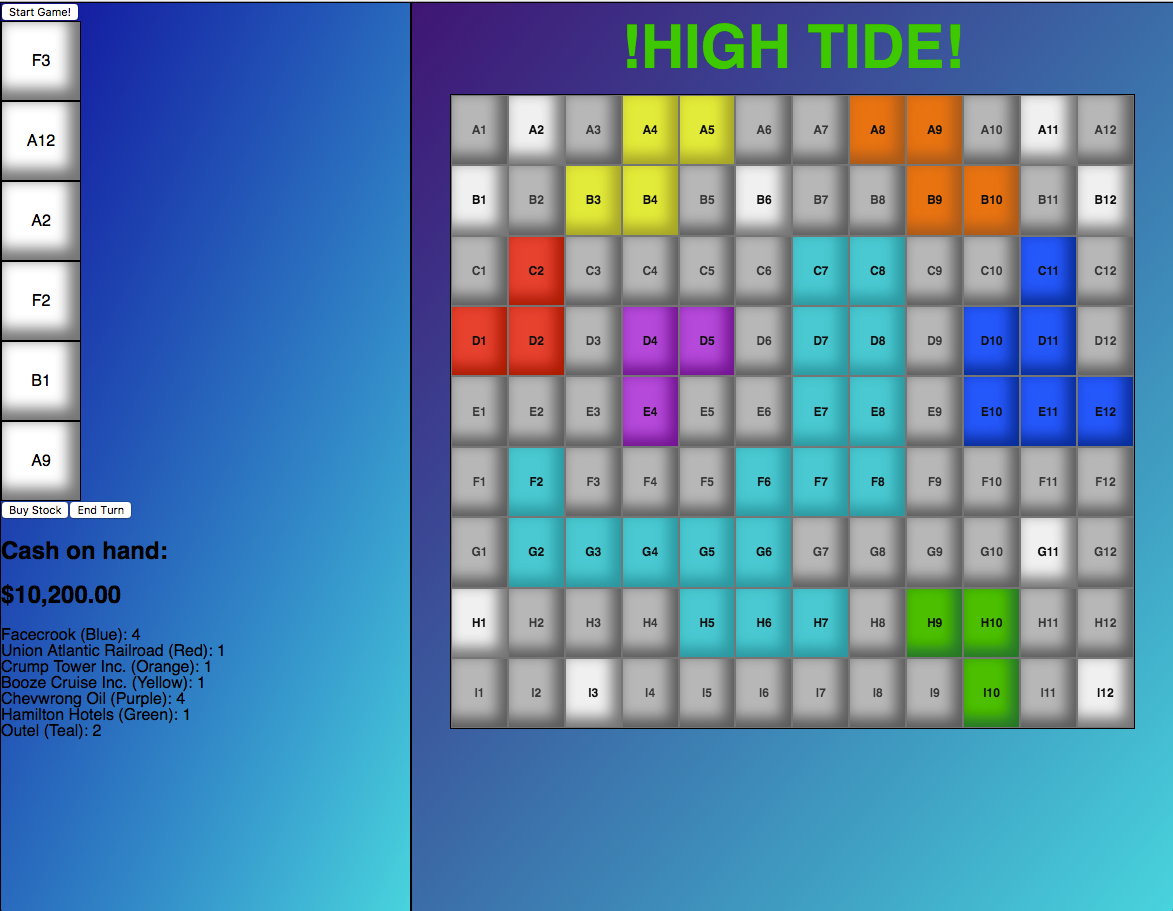 Start Game!
F3
A12
A2
F2
B1
A9
Buy Stock End Turn
Cash on hand:
$10,200.00
Facecrook (Blue): 4
Union Atlantic Railroad (Red): 1
Crump Tower Inc. (Orange): 1
Booze Cruise Inc. (Yellow): 1
Chevwrong Oil (Purple): 4
Hamilton Hotels (Green): 1
Outel (Teal): 2
!HIGH TIDE!
A1 A2 A3 A4 A5 A6 A7 A8 A9 A10 A11 A12
B1 B2 B3 B4 B5 B6 B7 B8 B9 B10 B11 B12
C1 C2 C3 C4 C5 C6 C7 C8 C9 C10 C11 C12
D1 D2 D3 D4 D5 D6 D7 D8 D9 D10 D11 D12
E1 E2 E3 E4 E5 E6 E7 E8 E9 E10 E11 E12
F1 F2 F3 F4 F5 F6 F7 F8 F9 F10 F11 F12
G1 G2 G3 G4 G5 G6 G7 G8 G9 G10 G11 G12
H1 H2 H3 H4 H5 H6 H7 H8 H9 H10 H11 H12
I1 I2 I3 I4 I5 I6 I7 I8 I9 I10 I11 I12